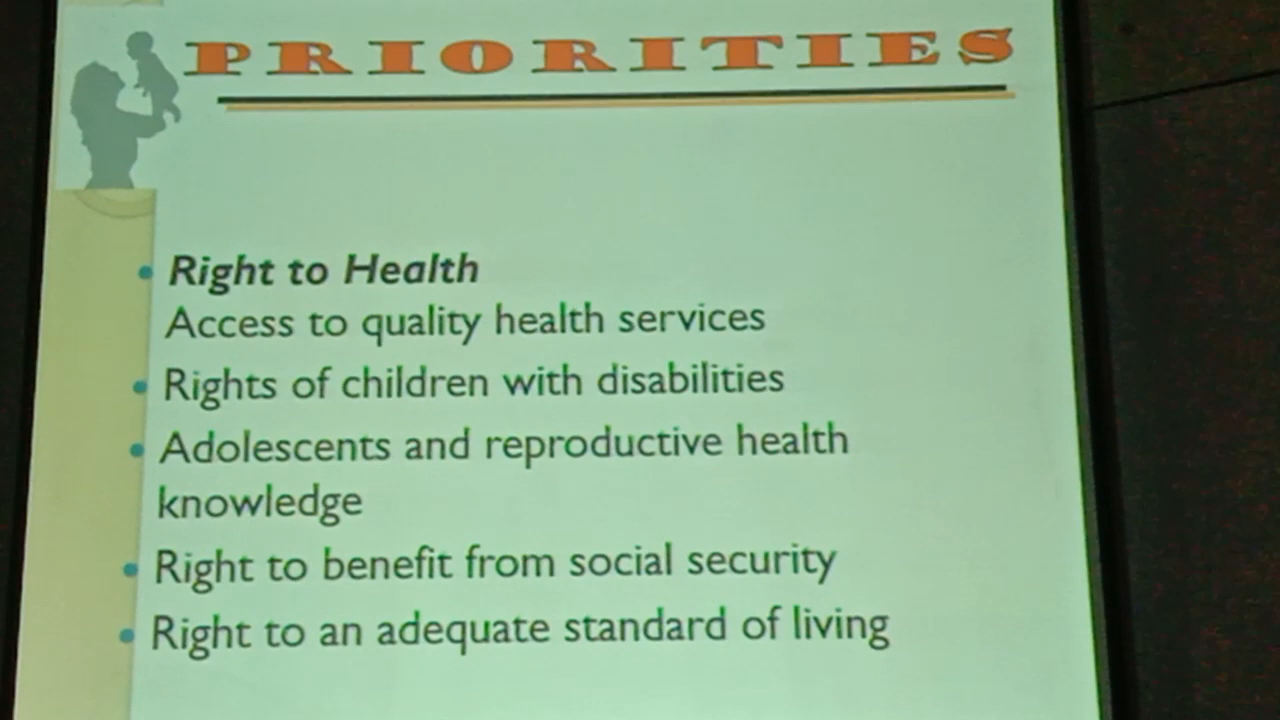 PRIORITIES
• Right to Health
Access to quality health services
• Rights of children with disabilities
• Adolescents and reproductive health
knowledge
• Right to benefit from social security
• Right to an adequate standard of living